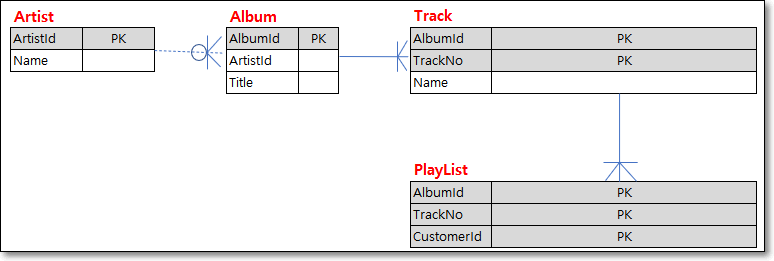 Artist
ArtistId PK
Name
Album
AlbumId PK
ArtistId
Title
Track
AlbumId PK
TrackNo PK
Name
PlayList
AlbumId PK
TrackNo PK
CustomerId PK